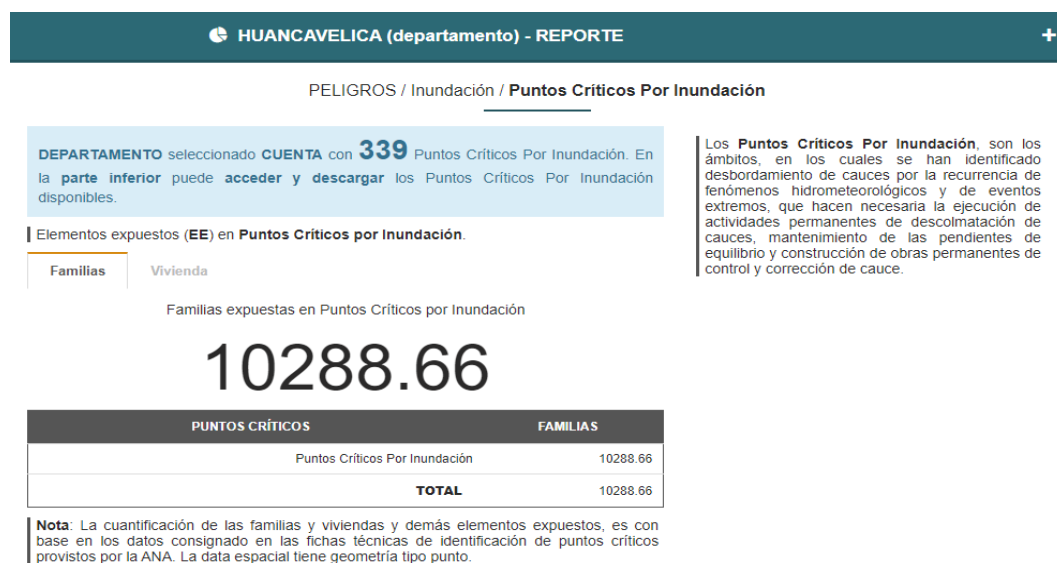 HUANCAVELICA (departamento) - REPORTE
+
PELIGROS / Inundación / Puntos Críticos Por Inundación
DEPARTAMENTO seleccionado CUENTA con 339 Puntos Críticos Por Inundación. En
la parte inferior puede acceder y descargar los Puntos Críticos Por Inundación
disponibles.
Elementos expuestos (EE) en Puntos Críticos por Inundación.
Familias Vivienda
Familias expuestas en Puntos Críticos por Inundación
10288.66
PUNTOS CRÍTICOS FAMILIAS
Puntos Críticos Por Inundación 10288.66
TOTAL 10288.66
Nota: La cuantificación de las familias y viviendas y demás elementos expuestos, es con
base en los datos consignado en las fichas técnicas de identificación de puntos críticos
provistos por la ANA. La data espacial tiene geometría tipo punto.
Los Puntos Críticos Por Inundación, son los
ámbitos, en los cuales se han identificado
desbordamiento de cauces por la recurrencia de
fenómenos hidrometeorológicos y de eventos
extremos, que hacen necesaria la ejecución de
actividades permanentes de descolmatación de
cauces, mantenimiento de las pendientes de
equilibrio y construcción de obras permanentes de
control y corrección de cauce.